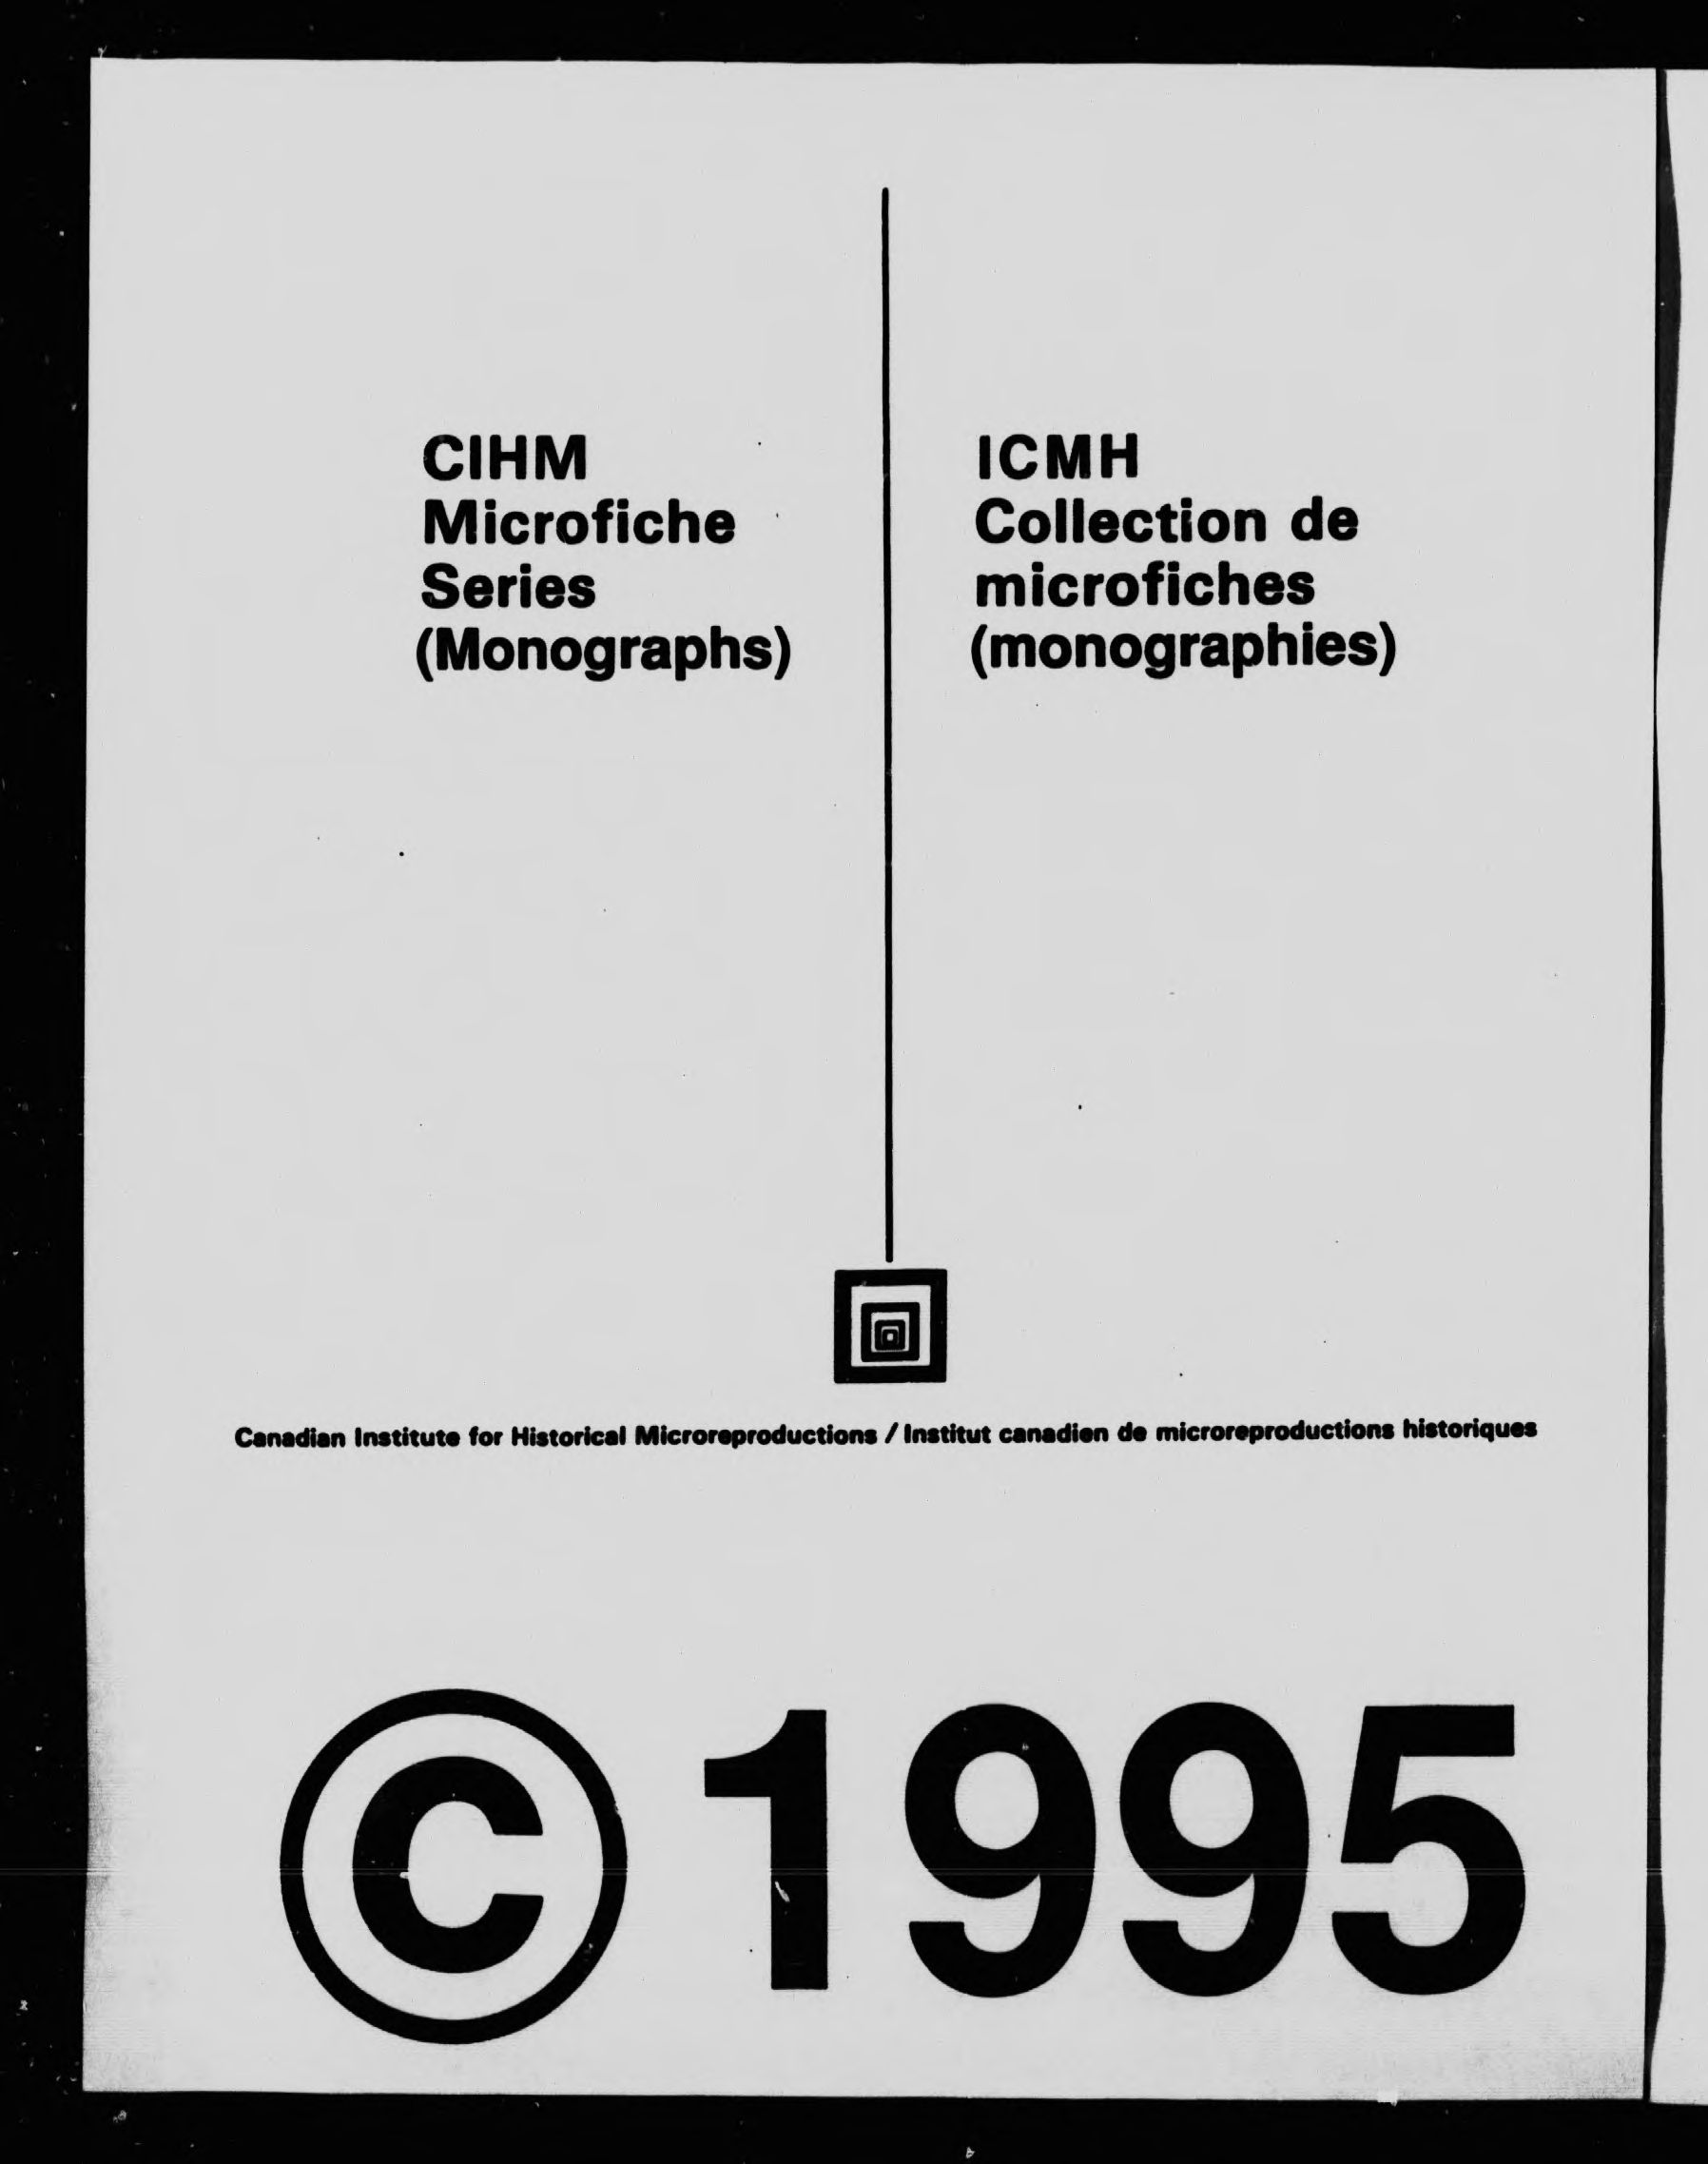 CIHM
Microfiche
Series
(Monographs)
ICMH
Collection de
microfiches
(monographies)
Canadian Institute for Historical Microreproductions / Institut canadien de microreproductions historiques
© 1995